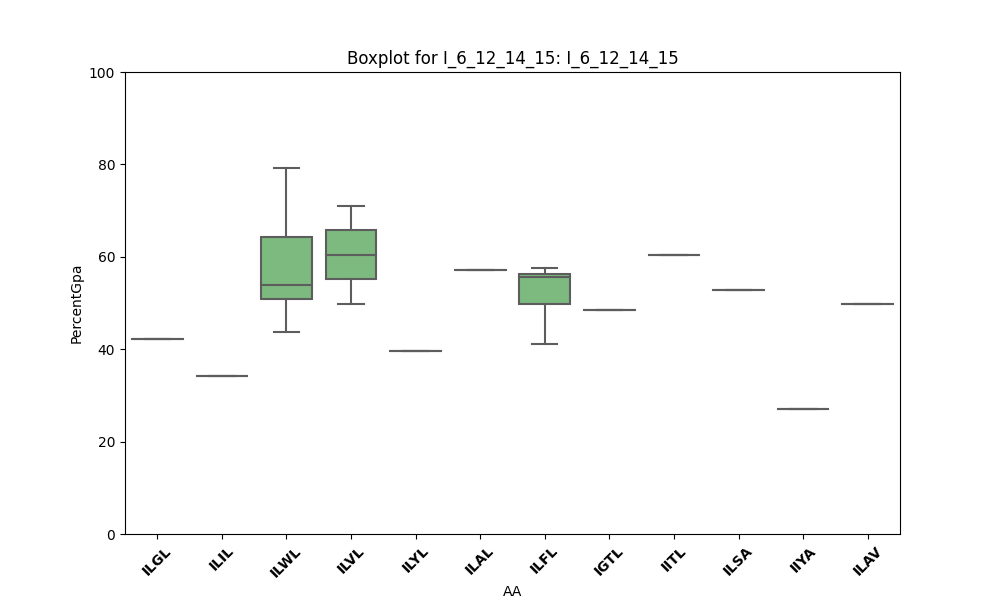 Boxplot for I_6_12_14_15: I_6_12_14_15
100
80
60
40
20
0
PercentGpa
ILGL
ILIL
ILWL
ILVL
ILYL
ILAL
ILFL
IGTL
IITL
ILSA
IIYA
ILAV
AA